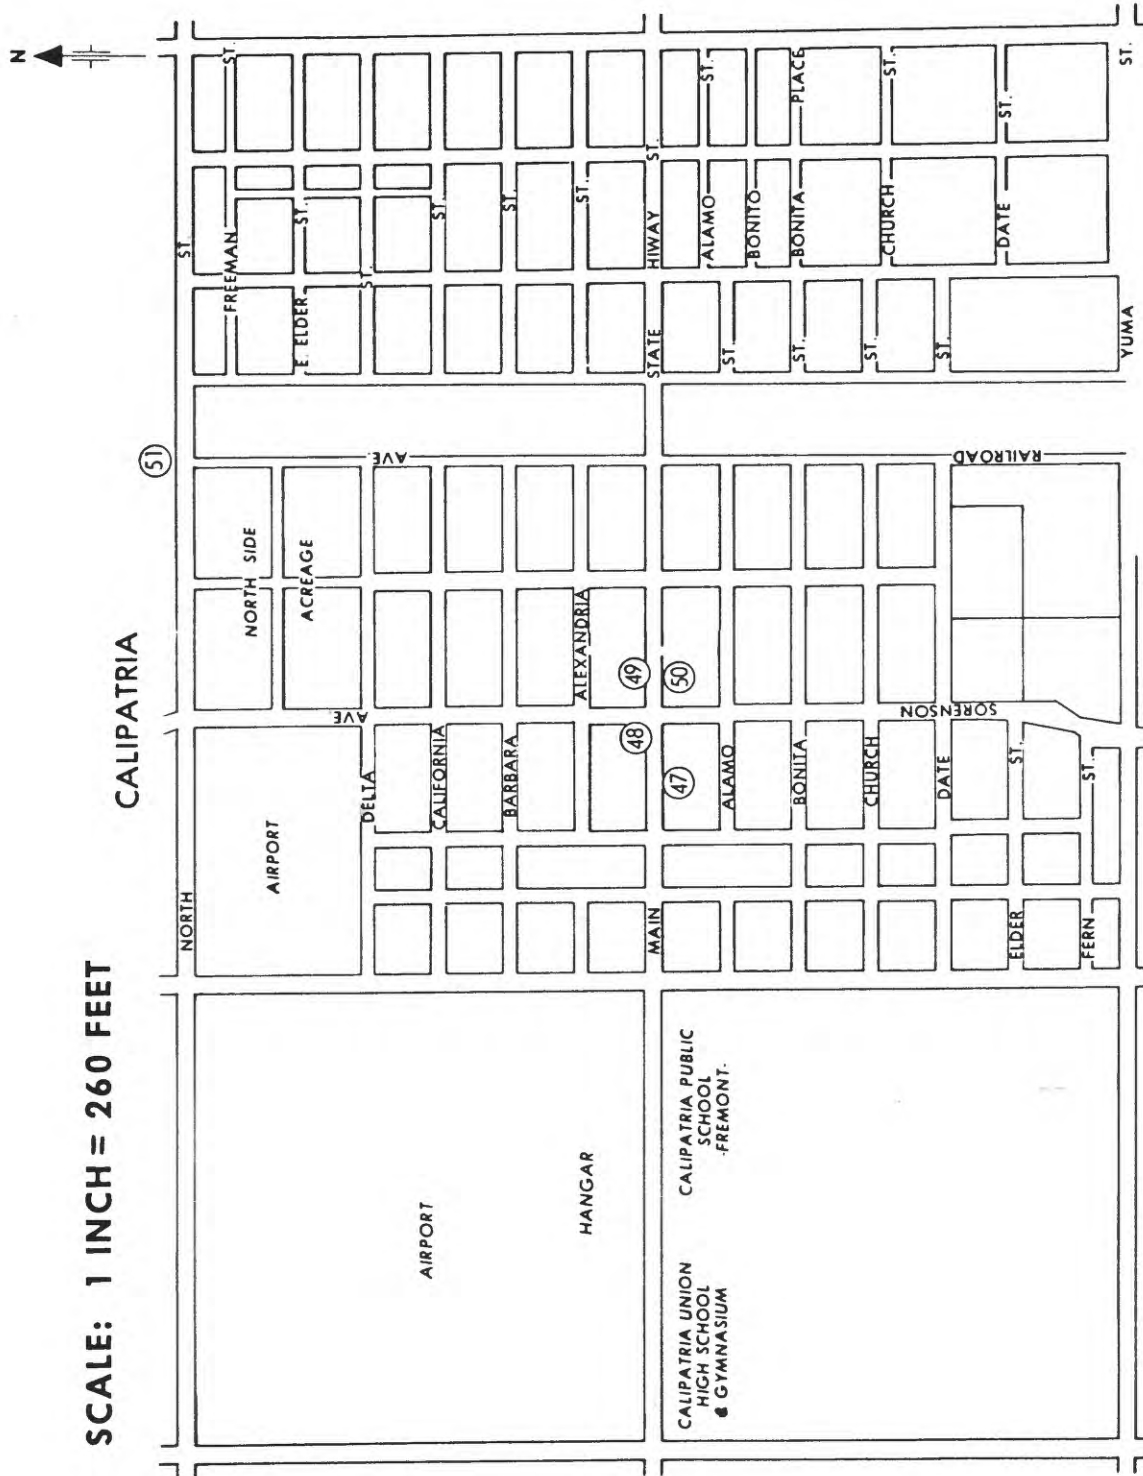 N
SCALE: 1 INCH = 260 FEET
CALIPATRIA
51
NORTH ST.
FREEMAN ST.
NORTH SIDE
ACREAGE
AIRPORT
E. ELDER ST.
AVE
DELTA ST.
AVE
AIRPORT
CALIFORNIA ST.
BARBARA ST.
ALEXANDRIA ST.
HANGAR
48 49
MAIN STATE HIWAY ST.
47 50
CALIPATRIA UNION
HIGH SCHOOL
& GYMNASIUM
CALIPATRIA PUBLIC
SCHOOL
-FREMONT-
ALAMO ST. ALAMO ST.
BONITO
BONITA ST. BONITA PLACE
CHURCH ST. CHURCH ST.
SORENSON
RAILROAD
DATE ST. DATE ST.
ELDER ST.
FERN ST.
YUMA ST.